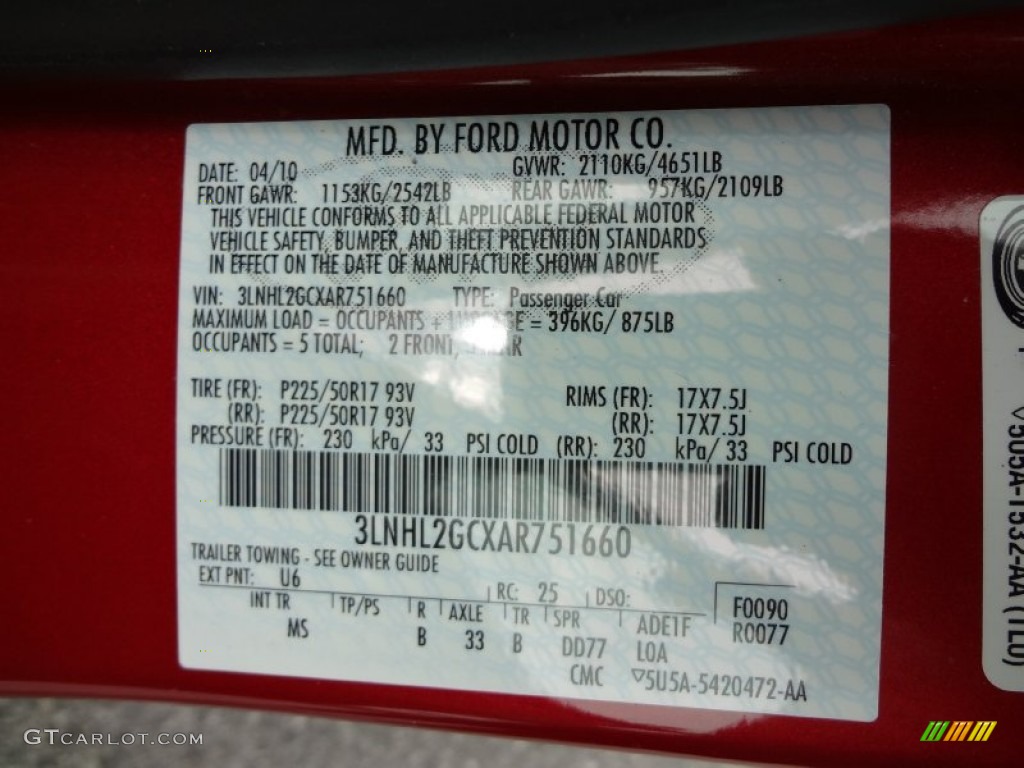 MFD. BY FORD MOTOR CO.
DATE: 04/10 GVWR: 2110KG/4651LB
FRONT GAWR: 1153KG/2542LB REAR GAWR: 957KG/2109LB
THIS VEHICLE CONFORMS TO ALL APPLICABLE FEDERAL MOTOR
VEHICLE SAFETY, BUMPER, AND THEFT PREVENTION STANDARDS
IN EFFECT ON THE DATE OF MANUFACTURE SHOWN ABOVE.
VIN: 3LNHL2GCXAR751660 TYPE: Passenger Car
MAXIMUM LOAD = OCCUPANTS + = 396KG/ 875LB
OCCUPANTS = 5 TOTAL; 2 FRONT,
TIRE (FR): P225/50R17 93V RIMS (FR): 17X7.5J
(RR): P225/50R17 93V (RR): 17X7.5J
PRESSURE (FR): 230 kPa/ 33 PSI COLD (RR): 230 kPa/ 33 PSI COLD
3LNHL2GCXAR751660
TRAILER TOWING - SEE OWNER GUIDE
EXT PNT: U6 RC: 25 DSO: F0090
INT TR TP/PS R AXLE TR SPR ADE1F R0077
MS B 33 B DD77 L0A
CMC ▽5U5A-5420472-AA
▽5U5A-1532-AA (TL0)
GTCARLOT.COM